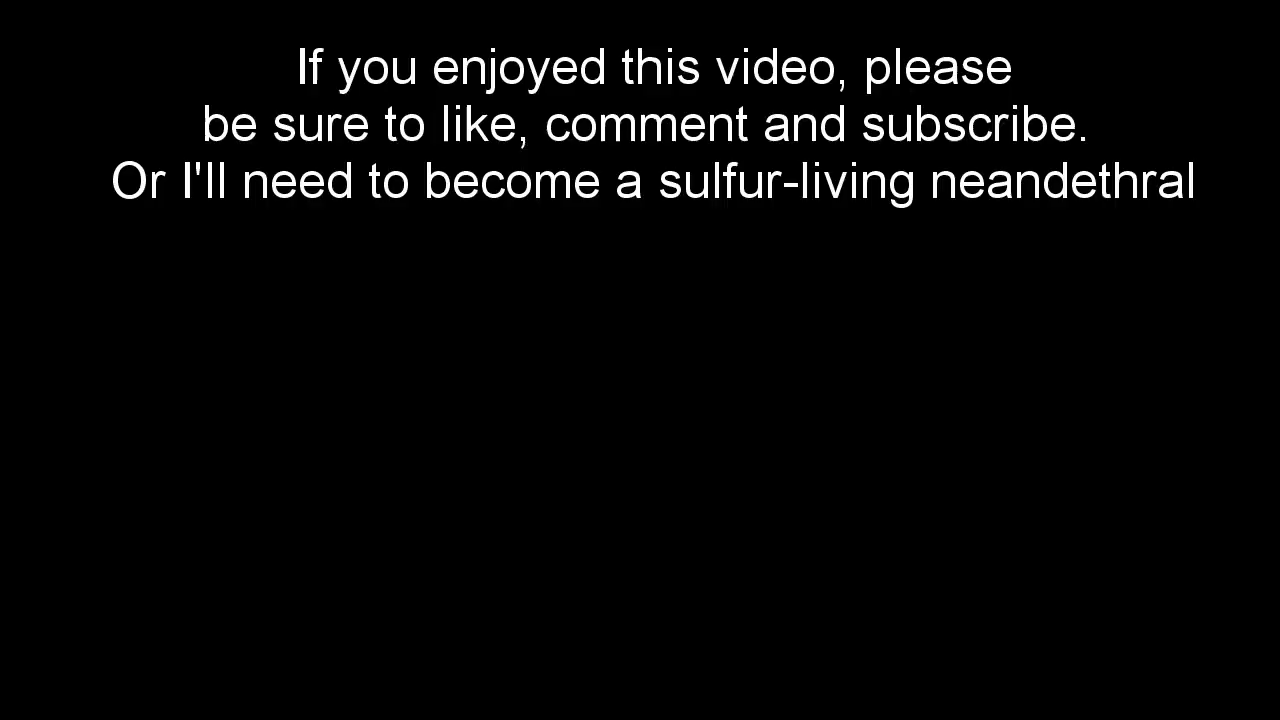 If you enjoyed this video, please
be sure to like, comment and subscribe.
Or I'll need to become a sulfur-living neandethral